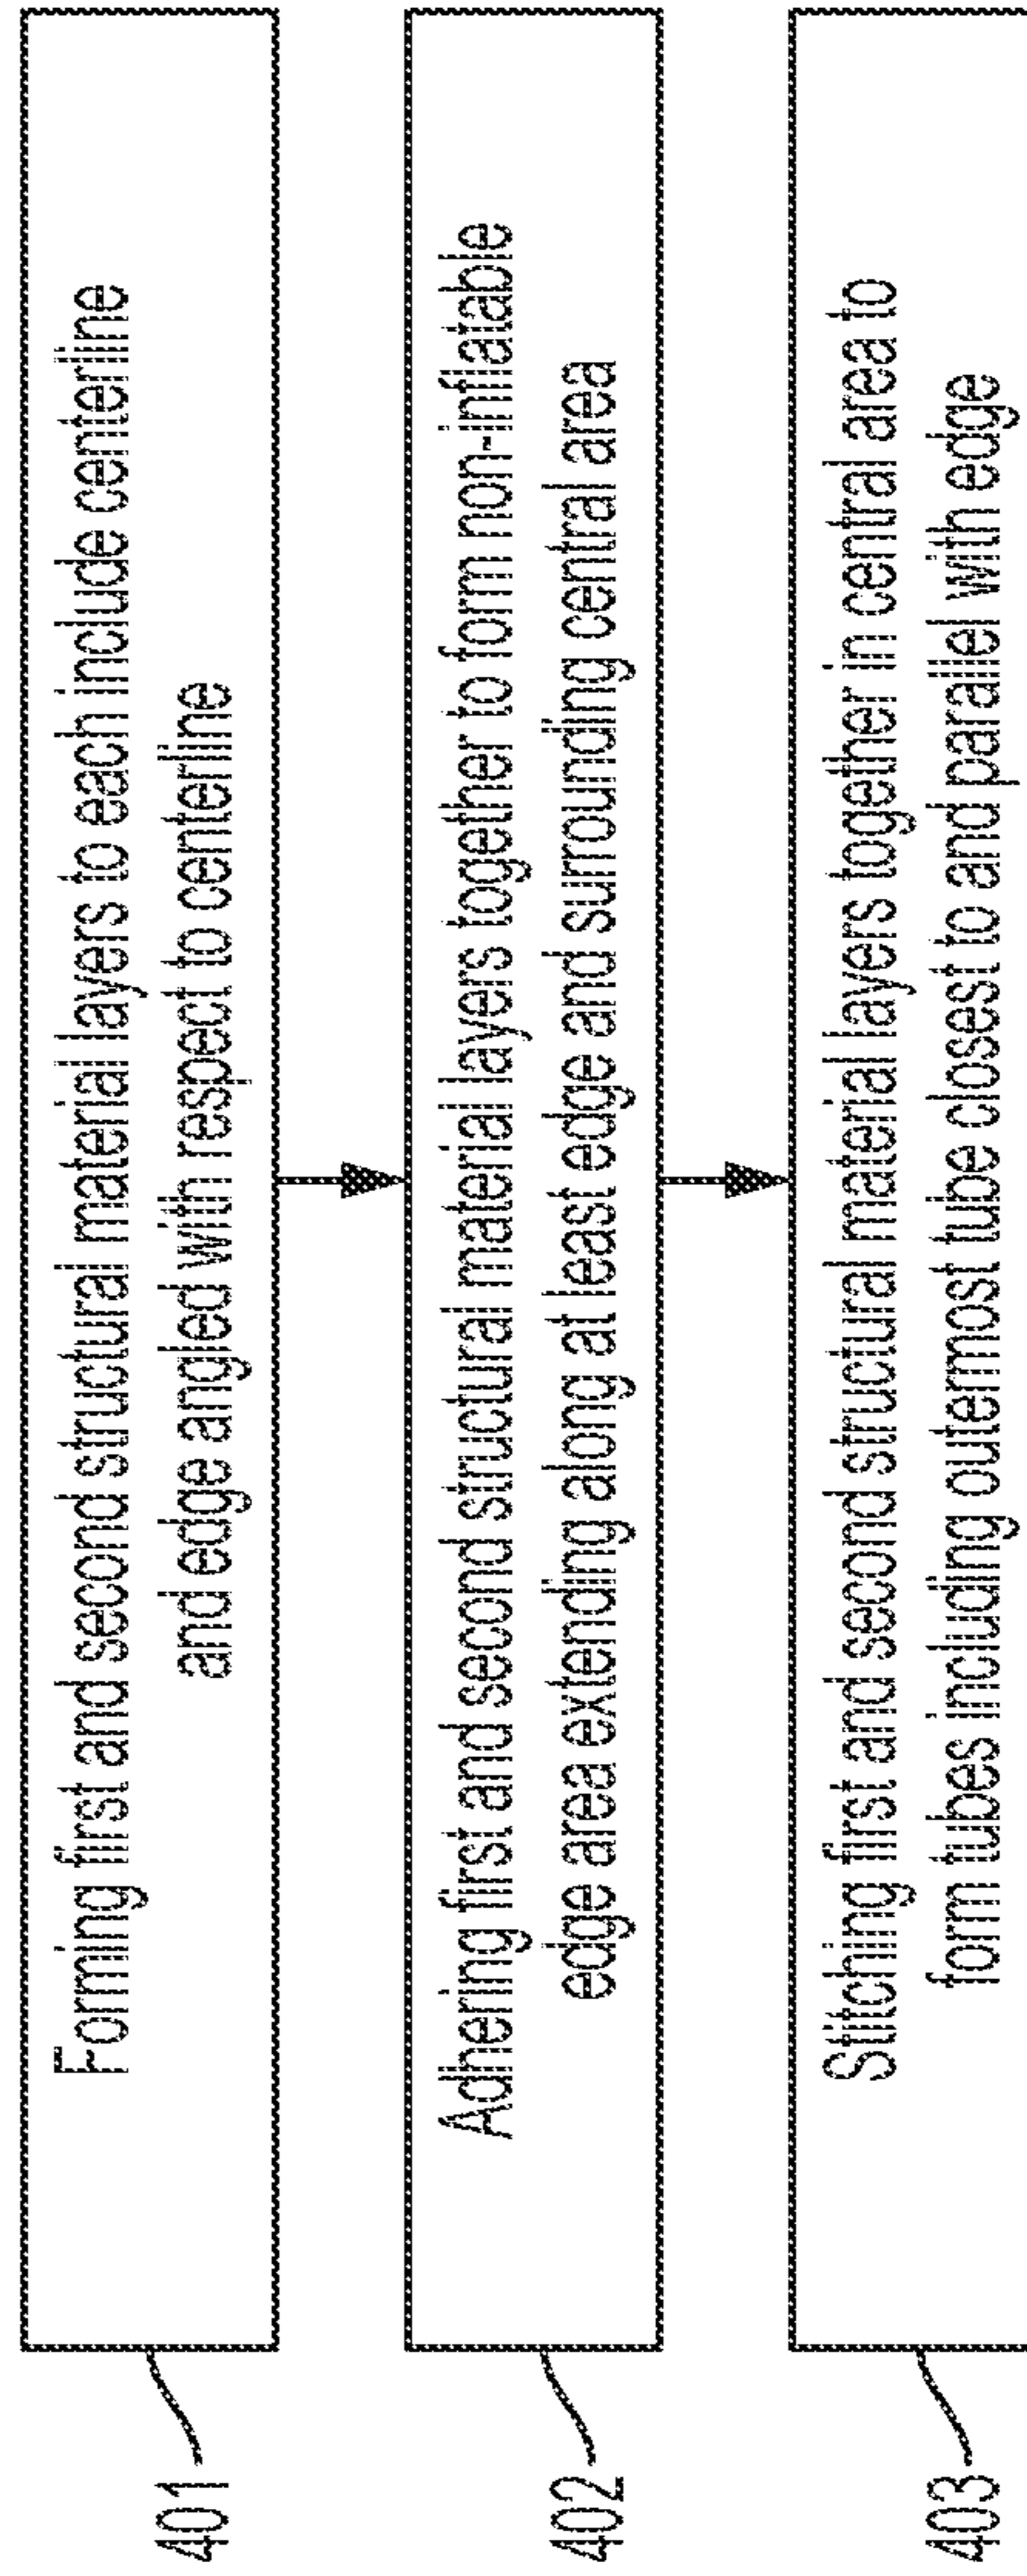 Forming first and second structural material layers to each include centerline
and edge angled with respect to centerline
401
Adhering first and second structural material layers together to form non-inflatable
edge area extending along at least edge and surrounding central area
402
Stitching first and second structural material layers together in central area to
form tubes including outermost tube closest to and parallel with edge
403